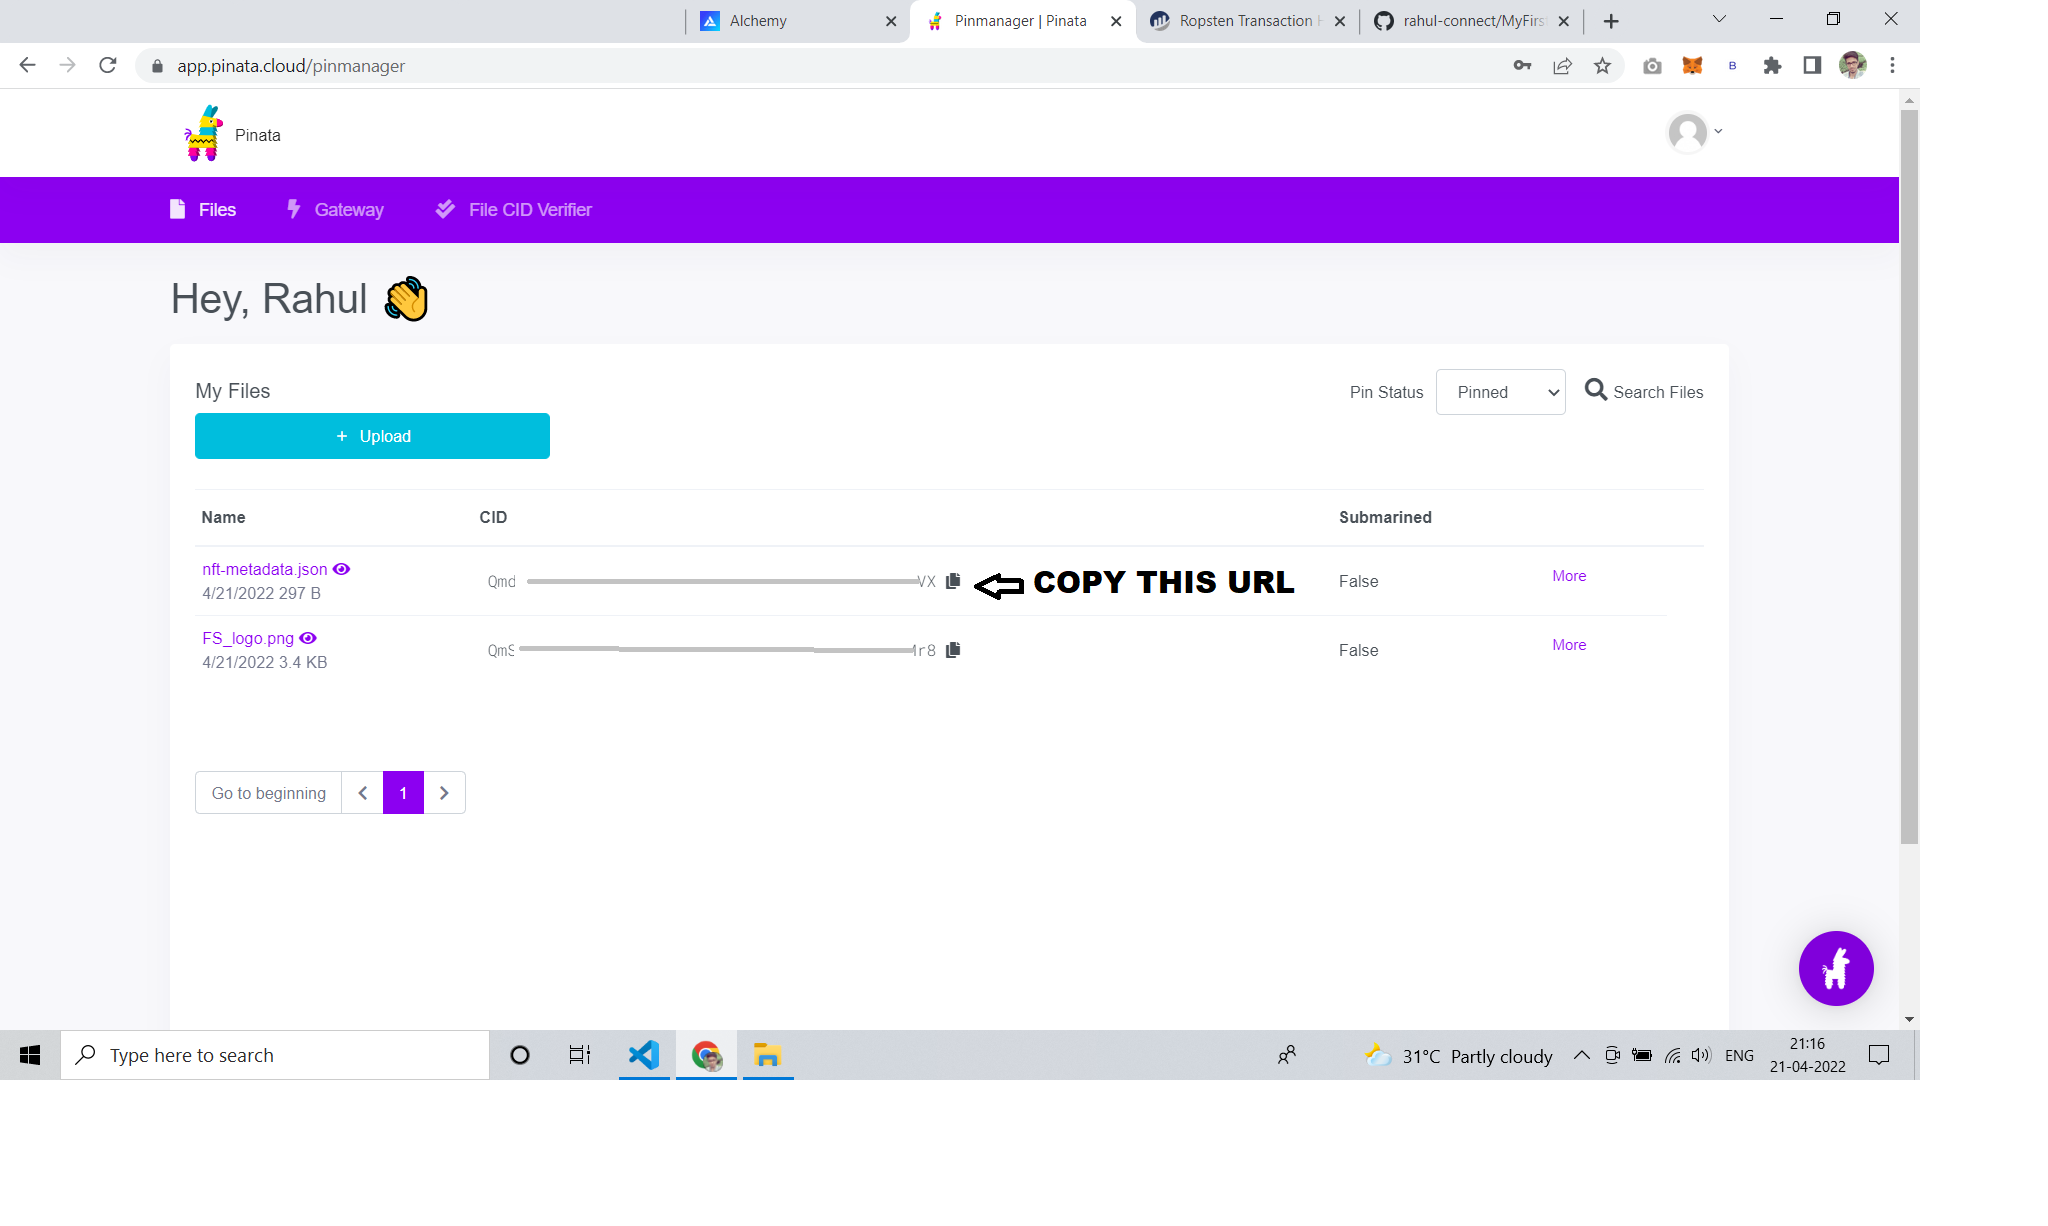 Alchemy
Pinmanager | Pinata
Ropsten Transaction
rahul-connect/MyFirs
app.pinata.cloud/pinmanager
B
Pinata
Files
Gateway
File CID Verifier
Hey, Rahul 👋
My Files
Pin Status
Pinned
Search Files
+ Upload
Name
CID
Submarined
nft-metadata.json
4/21/2022 297 B
Qmd
VX
COPY THIS URL
False
More
FS_logo.png
4/21/2022 3.4 KB
QmS
r8
False
More
Go to beginning
1
Type here to search
31°C Partly cloudy
ENG
21:16
21-04-2022